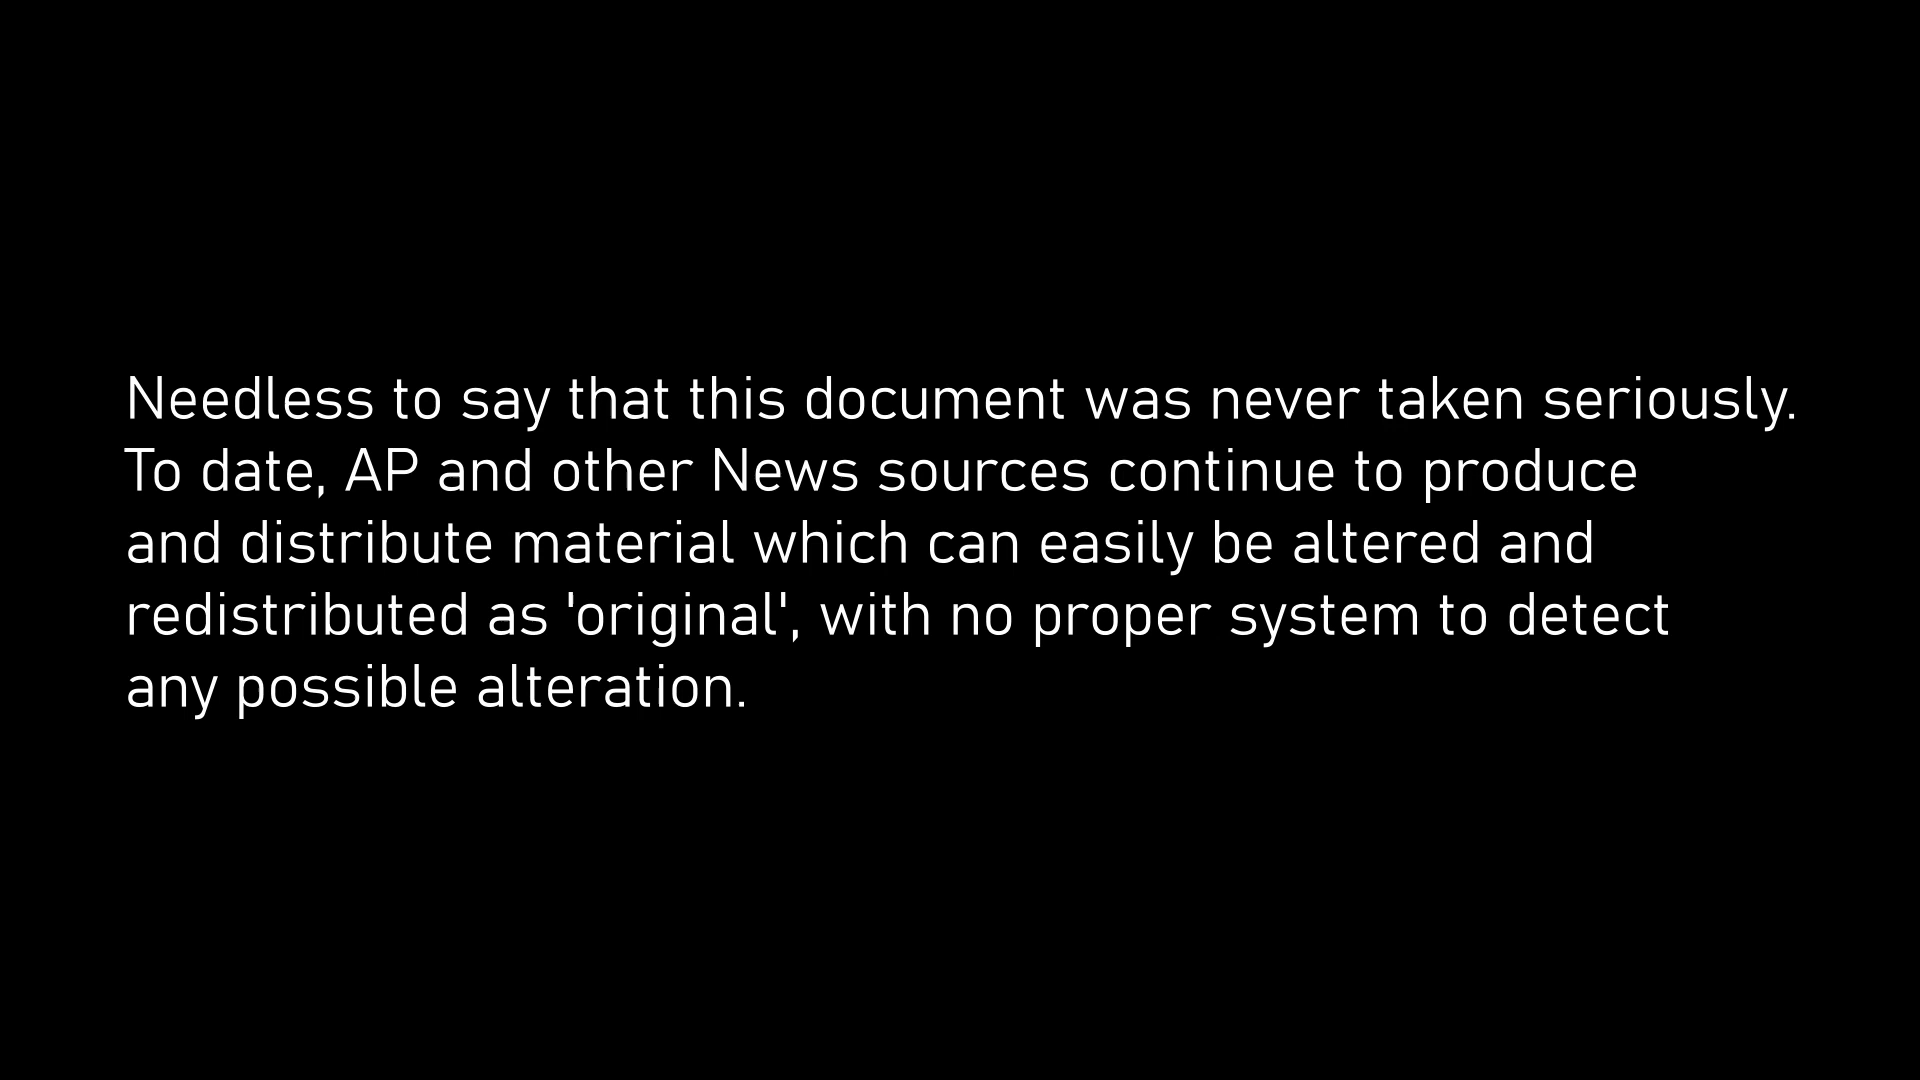 Needless to say that this document was never taken seriously.
To date, AP and other News sources continue to produce
and distribute material which can easily be altered and
redistributed as 'original', with no proper system to detect
any possible alteration.